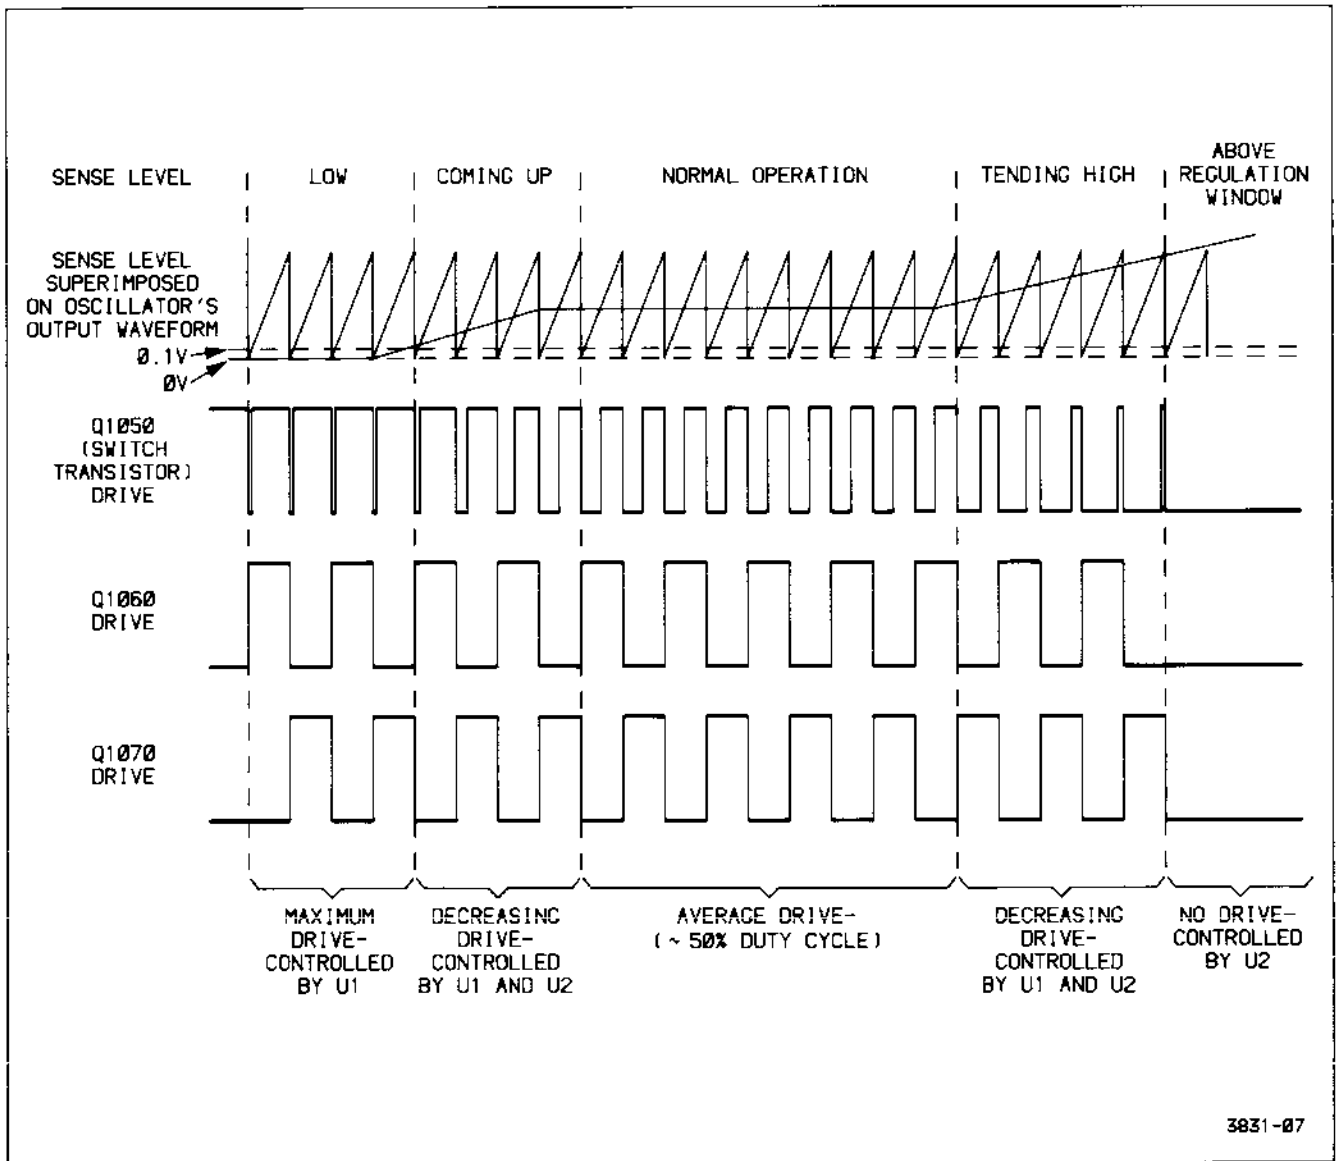 SENSE LEVEL
LOW
COMING UP
NORMAL OPERATION
TENDING HIGH
ABOVE
REGULATION
WINDOW
SENSE LEVEL
SUPERIMPOSED
ON OSCILLATOR'S
OUTPUT WAVEFORM
0.1V
0V
Q1050
(SWITCH
TRANSISTOR)
DRIVE
Q1060
DRIVE
Q1070
DRIVE
MAXIMUM
DRIVE-
CONTROLLED
BY U1
DECREASING
DRIVE-
CONTROLLED
BY U1 AND U2
AVERAGE DRIVE-
(~50% DUTY CYCLE)
DECREASING
DRIVE-
CONTROLLED
BY U1 AND U2
NO DRIVE-
CONTROLLED
BY U2
3831-07